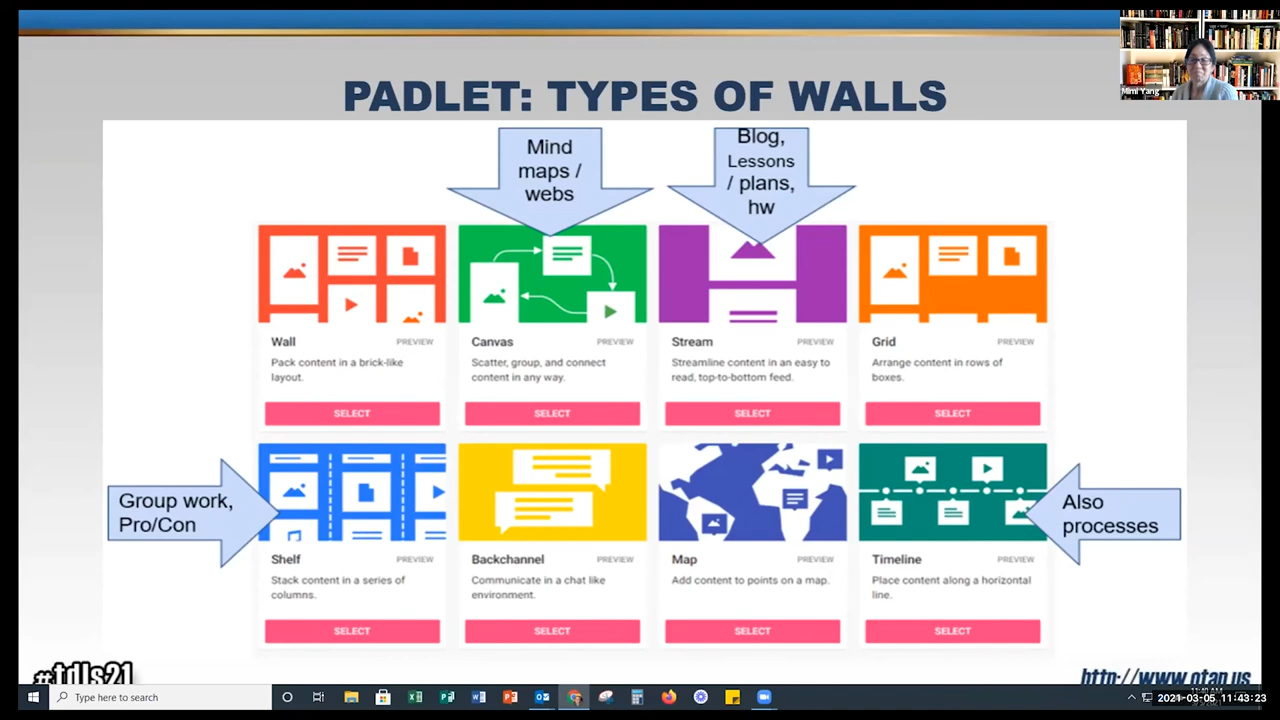 PADLET: TYPES OF WALLS
Mimi Yang
Mind
maps /
webs
Blog,
Lessons
/ plans,
hw
Wall PREVIEW
Pack content in a brick-like
layout.
SELECT
Canvas PREVIEW
Scatter, group, and connect
content in any way.
SELECT
Stream PREVIEW
Streamline content in an easy to
read, top-to-bottom feed.
SELECT
Grid PREVIEW
Arrange content in rows of
boxes.
SELECT
Group work,
Pro/Con
Also
processes
Shelf PREVIEW
Stack content in a series of
columns.
SELECT
Backchannel PREVIEW
Communicate in a chat like
environment.
SELECT
Map PREVIEW
Add content to points on a map.
SELECT
Timeline PREVIEW
Place content along a horizontal
line.
SELECT
#tdls21
http://www.otan.us
Type here to search
2021-03-05 11:43:23